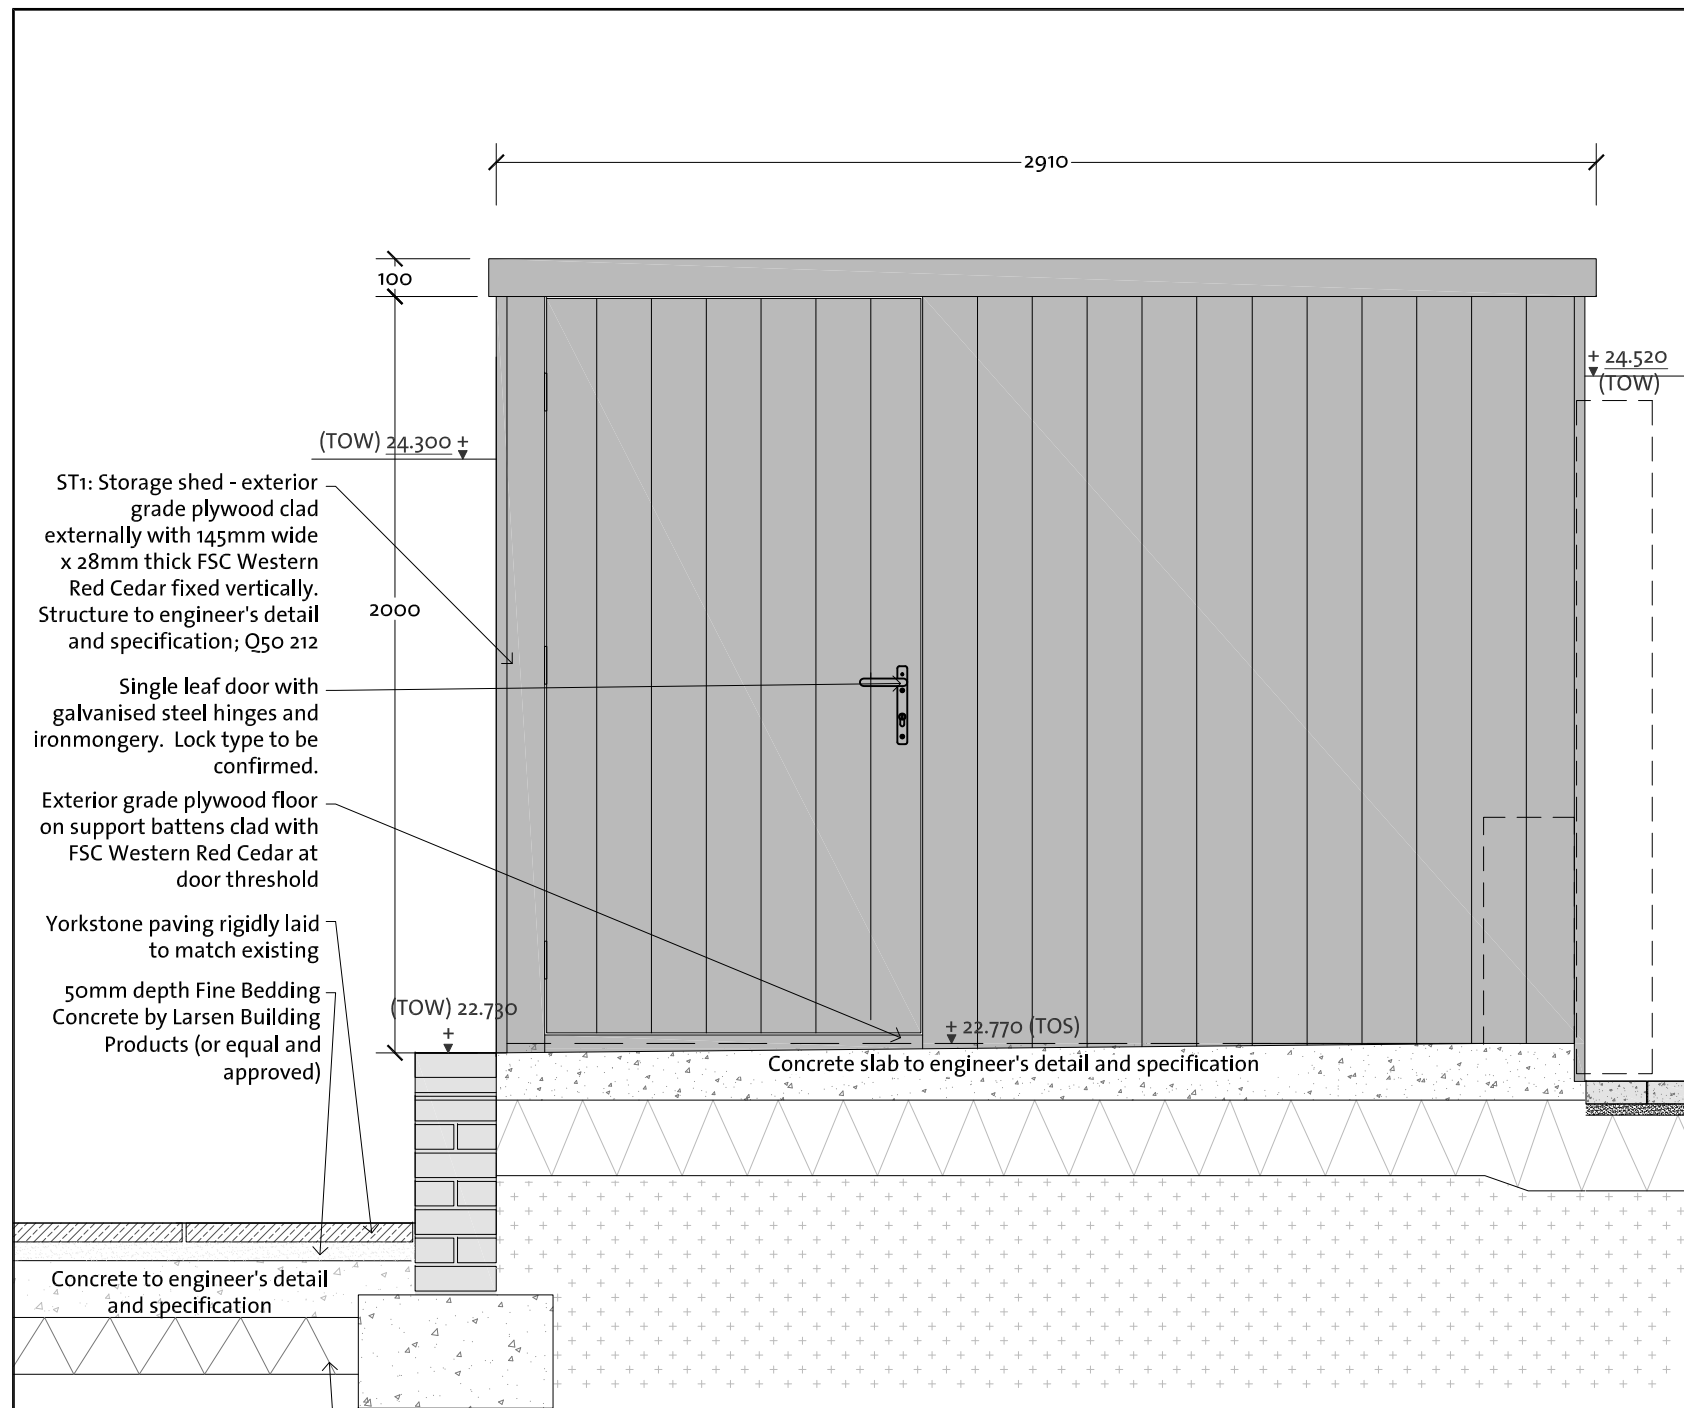 2910
100
+ 24.520
(TOW)
(TOW) 24.300 +
ST1: Storage shed - exterior
grade plywood clad
externally with 145mm wide
x 28mm thick FSC Western
Red Cedar fixed vertically.
Structure to engineer's detail
and specification; Q50 212
2000
Single leaf door with
galvanised steel hinges and
ironmongery. Lock type to be
confirmed.
Exterior grade plywood floor
on support battens clad with
FSC Western Red Cedar at
door threshold
Yorkstone paving rigidly laid
to match existing
50mm depth Fine Bedding
Concrete by Larsen Building
Products (or equal and
approved)
(TOW) 22.730
+
+ 22.770 (TOS)
Concrete slab to engineer's detail and specification
Concrete to engineer's detail
and specification